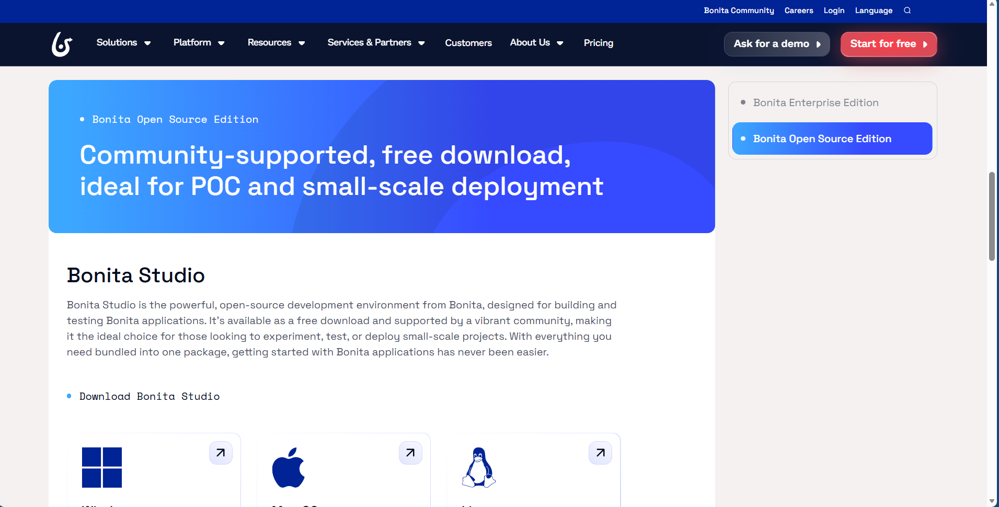 Bonita Community Careers Login Language
Solutions Platform Resources Services & Partners Customers About Us Pricing Ask for a demo Start for free
Bonita Open Source Edition
Community-supported, free download,
ideal for POC and small-scale deployment
Bonita Enterprise Edition
Bonita Open Source Edition
Bonita Studio
Bonita Studio is the powerful, open-source development environment from Bonita, designed for building and
testing Bonita applications. It's available as a free download and supported by a vibrant community, making
it the ideal choice for those looking to experiment, test, or deploy small-scale projects. With everything you
need bundled into one package, getting started with Bonita applications has never been easier.
Download Bonita Studio